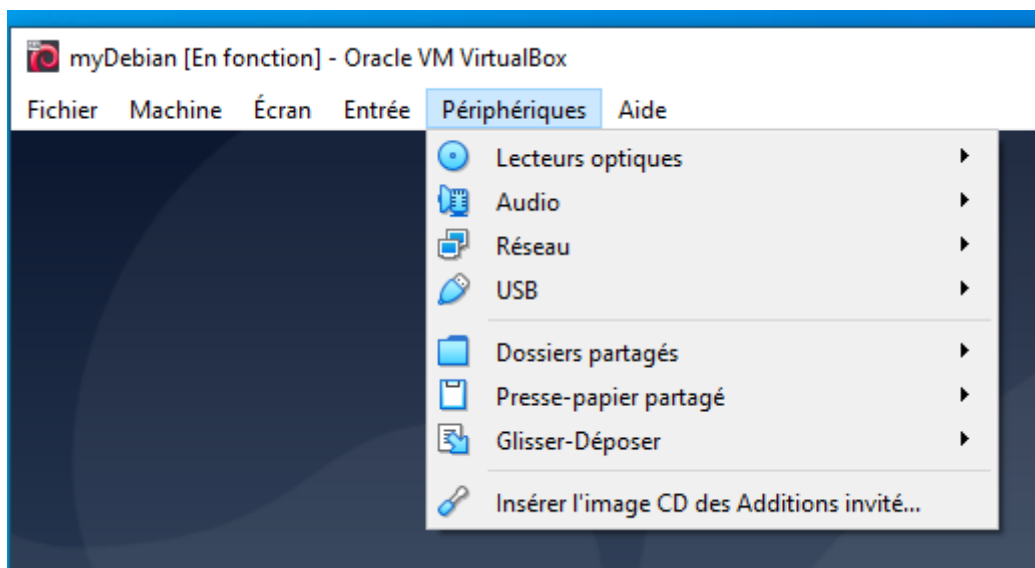 myDebian [En fonction] - Oracle VM VirtualBox
Fichier Machine Écran Entrée Périphériques Aide
Lecteurs optiques
Audio
Réseau
USB
Dossiers partagés
Presse-papier partagé
Glisser-Déposer
Insérer l'image CD des Additions invité...